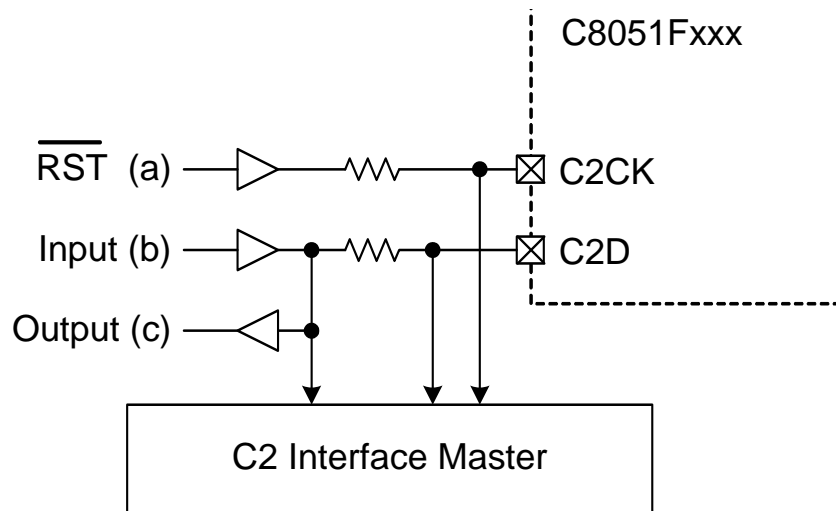 C8051Fxxx
RST (a)
C2CK
Input (b)
C2D
Output (c)
C2 Interface Master